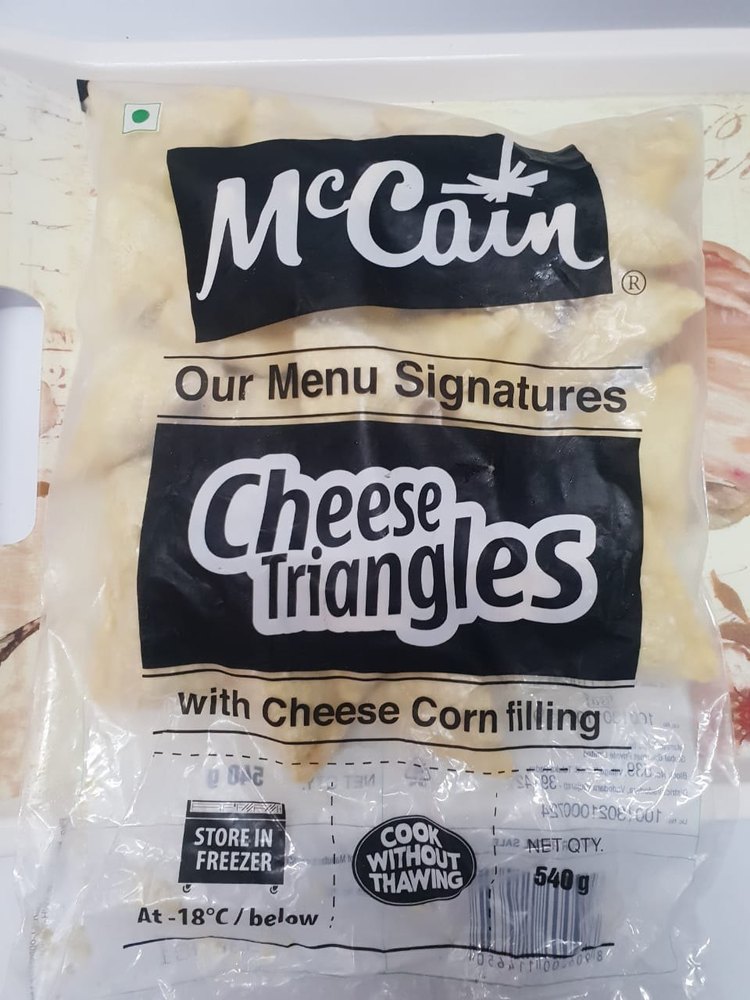 McCain
®
Our Menu Signatures
Cheese
Triangles
with Cheese Corn filling
STORE IN
FREEZER
At -18°C / below
COOK
WITHOUT
THAWING
NET QTY.
540 g